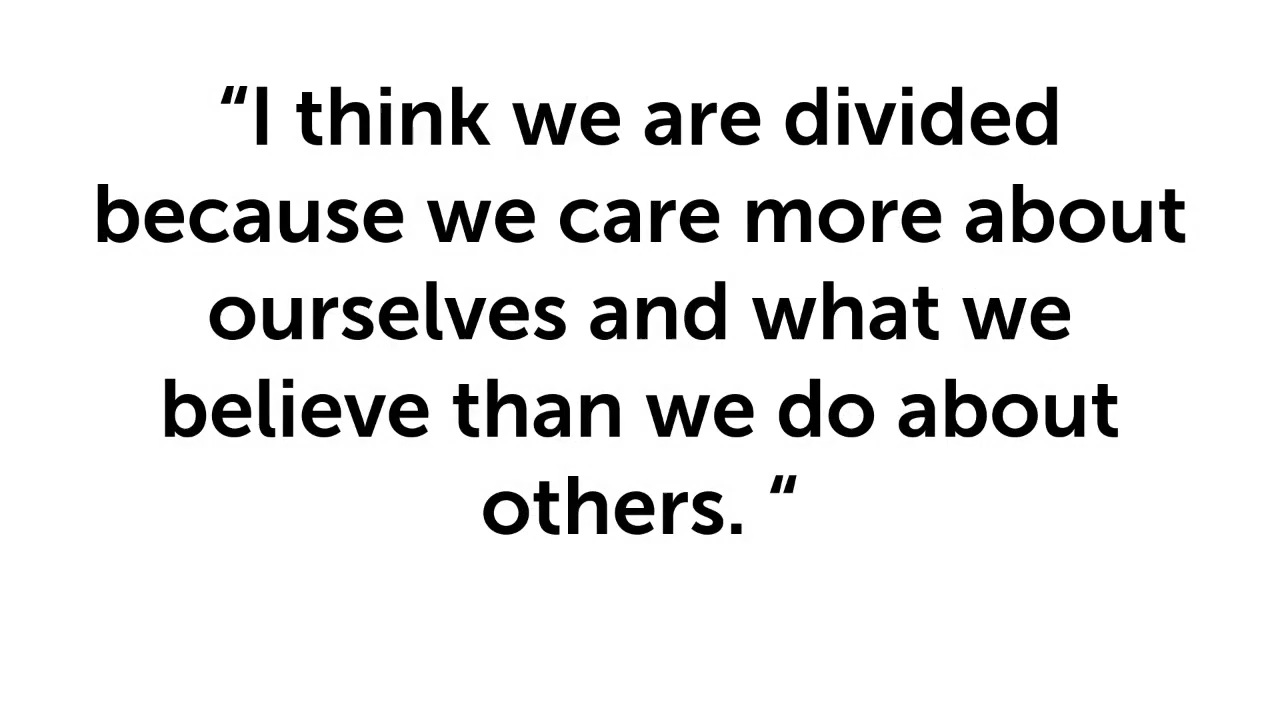 “I think we are divided
because we care more about
ourselves and what we
believe than we do about
others. “